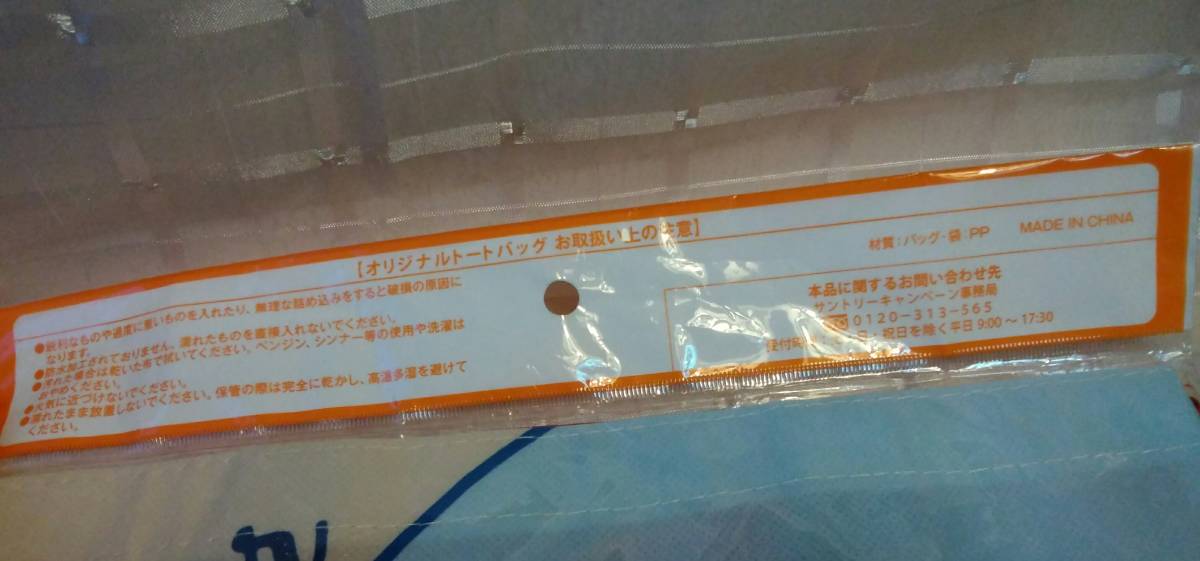 【オリジナルトートバッグ お取扱い上の注意】
●鋭利なものや過度に重いものを入れたり、無理な詰め込みをすると破損の原因に
なります。
●防水加工されておりません。濡れたものを直接入れないでください。
●汚れた場合は乾いた布で拭いてください。ベンジン、シンナー等の使用や洗濯は
おやめください。
●火気に近づけないでください。
●濡れたまま放置しないでください。保管の際は完全に乾かし、高温多湿を避けて
ください。
材質：バッグ・袋 PP MADE IN CHINA
本品に関するお問い合わせ先
サントリーキャンペーン事務局
0120-313-565
受付 日・祝日を除く平日 9:00～17:30